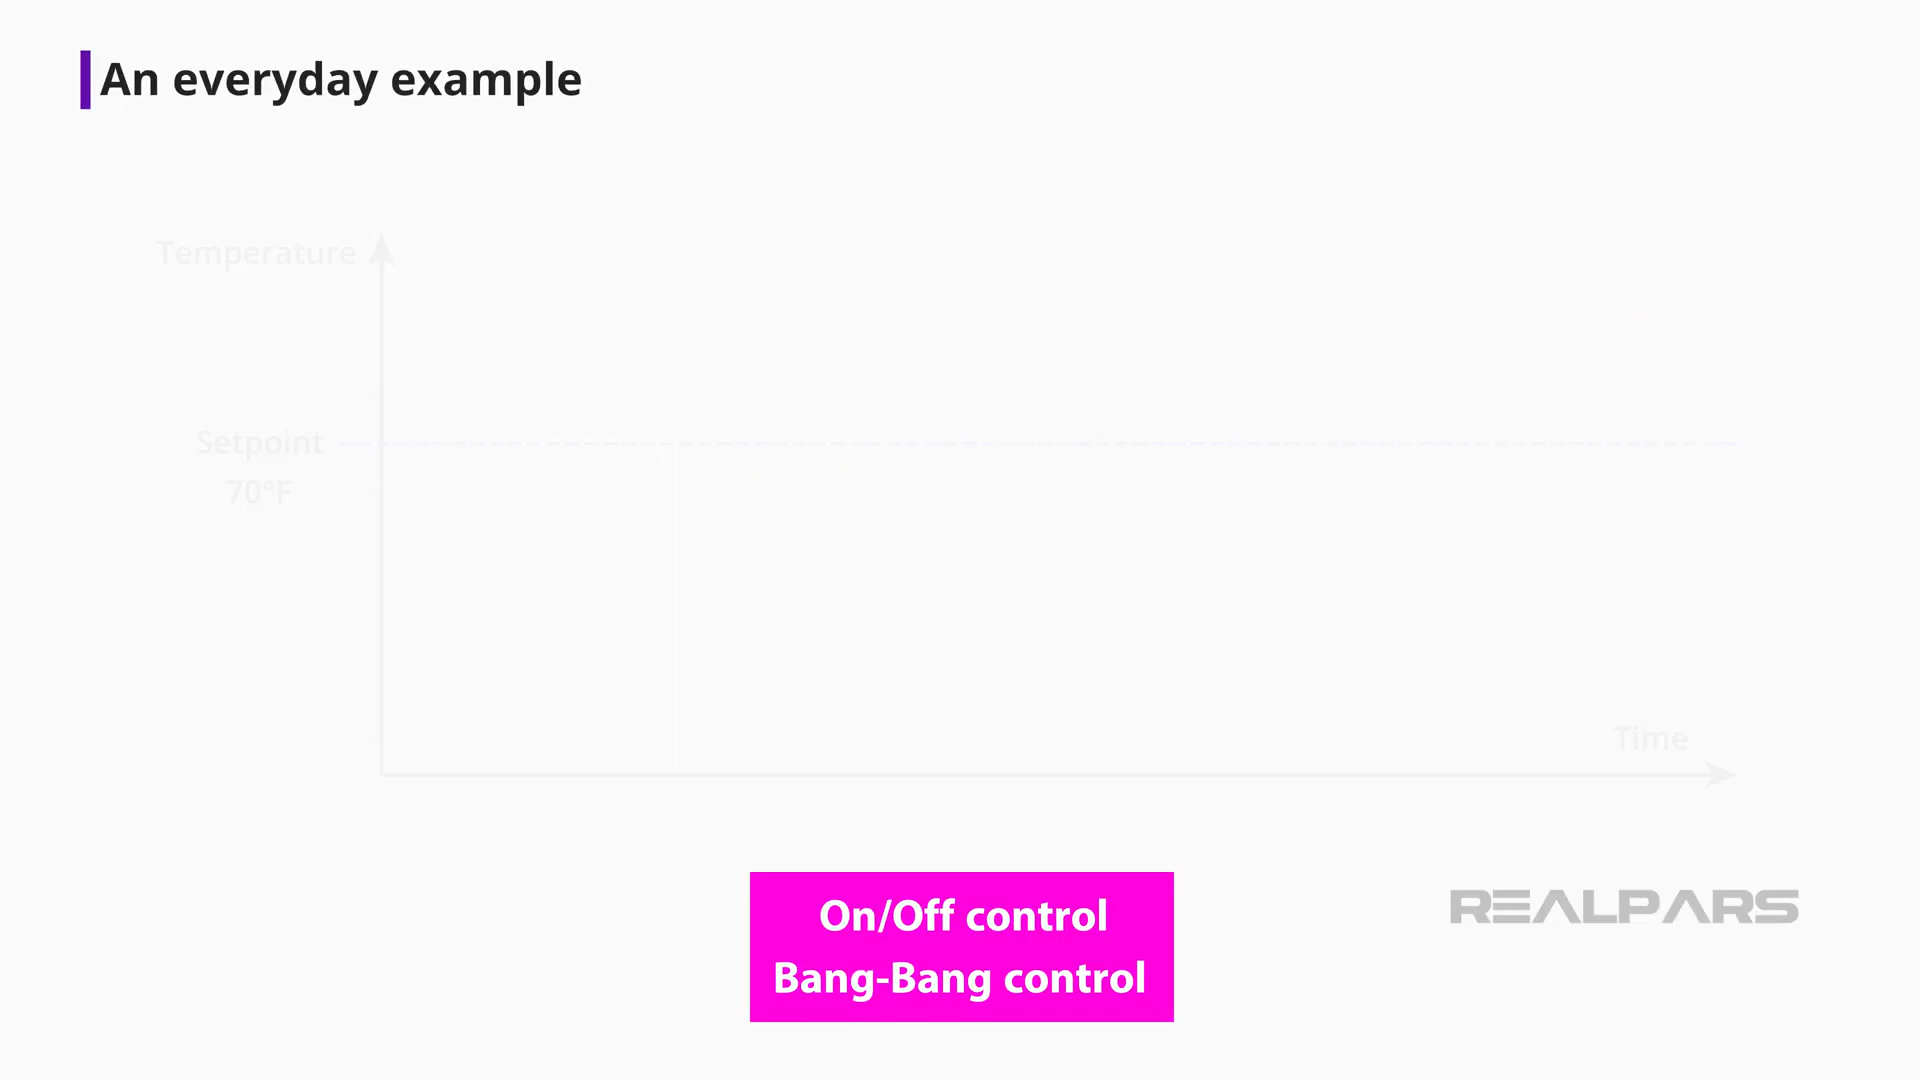 An everyday example
Temperature
Setpoint
70°F
Time
On/Off control
Bang-Bang control
REALPARS